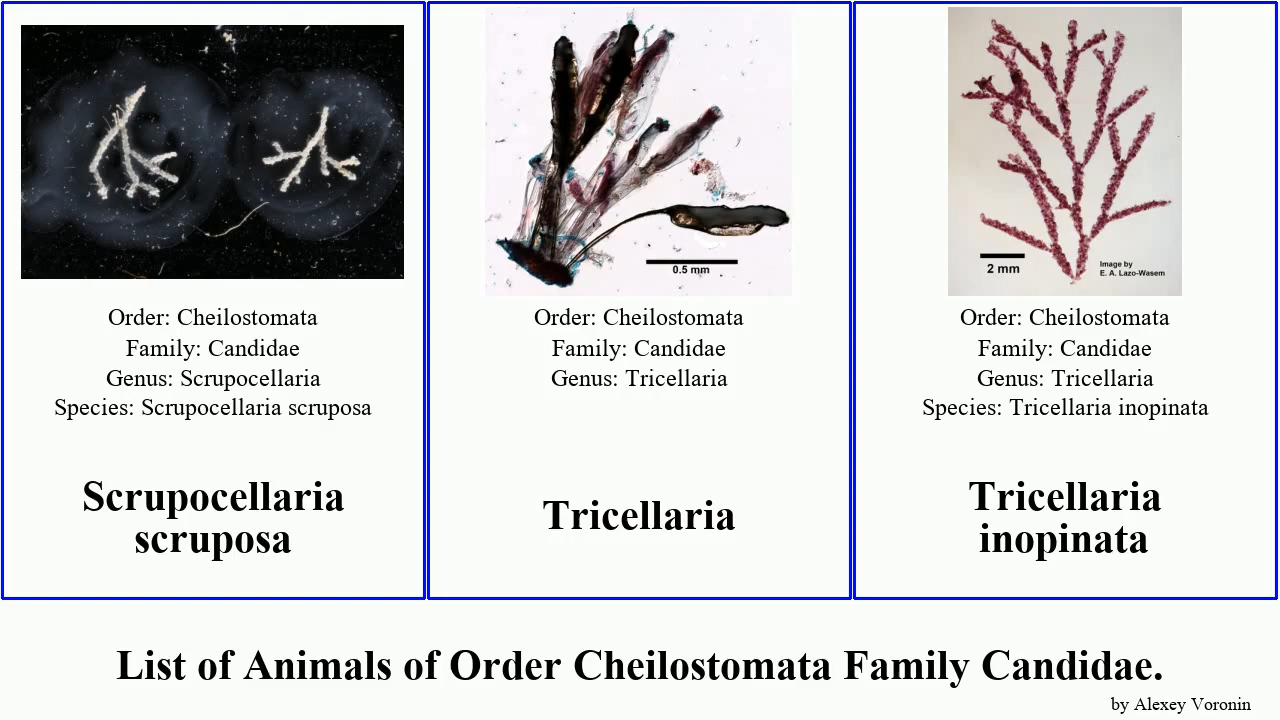 0.5 mm
2 mm
Image by
E. A. Lazo-Wasem
Order: Cheilostomata
Family: Candidae
Genus: Scrupocellaria
Species: Scrupocellaria scruposa
Scrupocellaria
scruposa
Order: Cheilostomata
Family: Candidae
Genus: Tricellaria
Tricellaria
Order: Cheilostomata
Family: Candidae
Genus: Tricellaria
Species: Tricellaria inopinata
Tricellaria
inopinata
List of Animals of Order Cheilostomata Family Candidae.
by Alexey Voronin